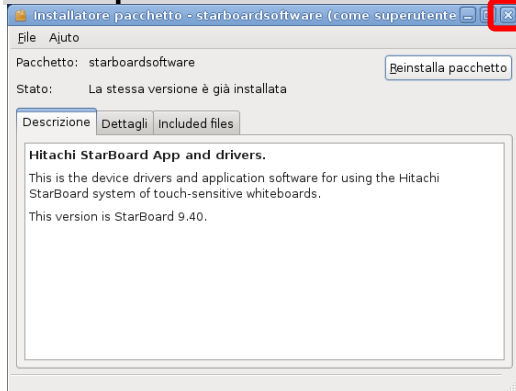 Installatore pacchetto - starboardsoftware (come superutente
File Aiuto
Pacchetto: starboardsoftware
Reinstalla pacchetto
Stato: La stessa versione è già installata
Descrizione Dettagli Included files
Hitachi StarBoard App and drivers.
This is the device drivers and application software for using the Hitachi
StarBoard system of touch-sensitive whiteboards.
This version is StarBoard 9.40.